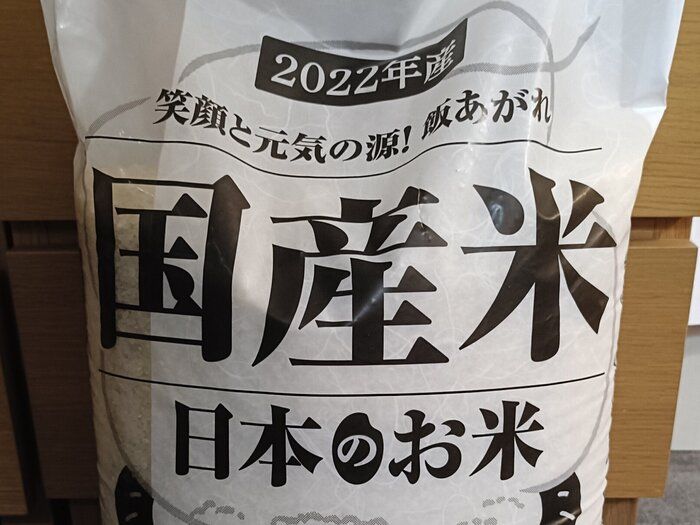 2022年産
笑顔と元気の源！飯あがれ
国産米
日本のお米